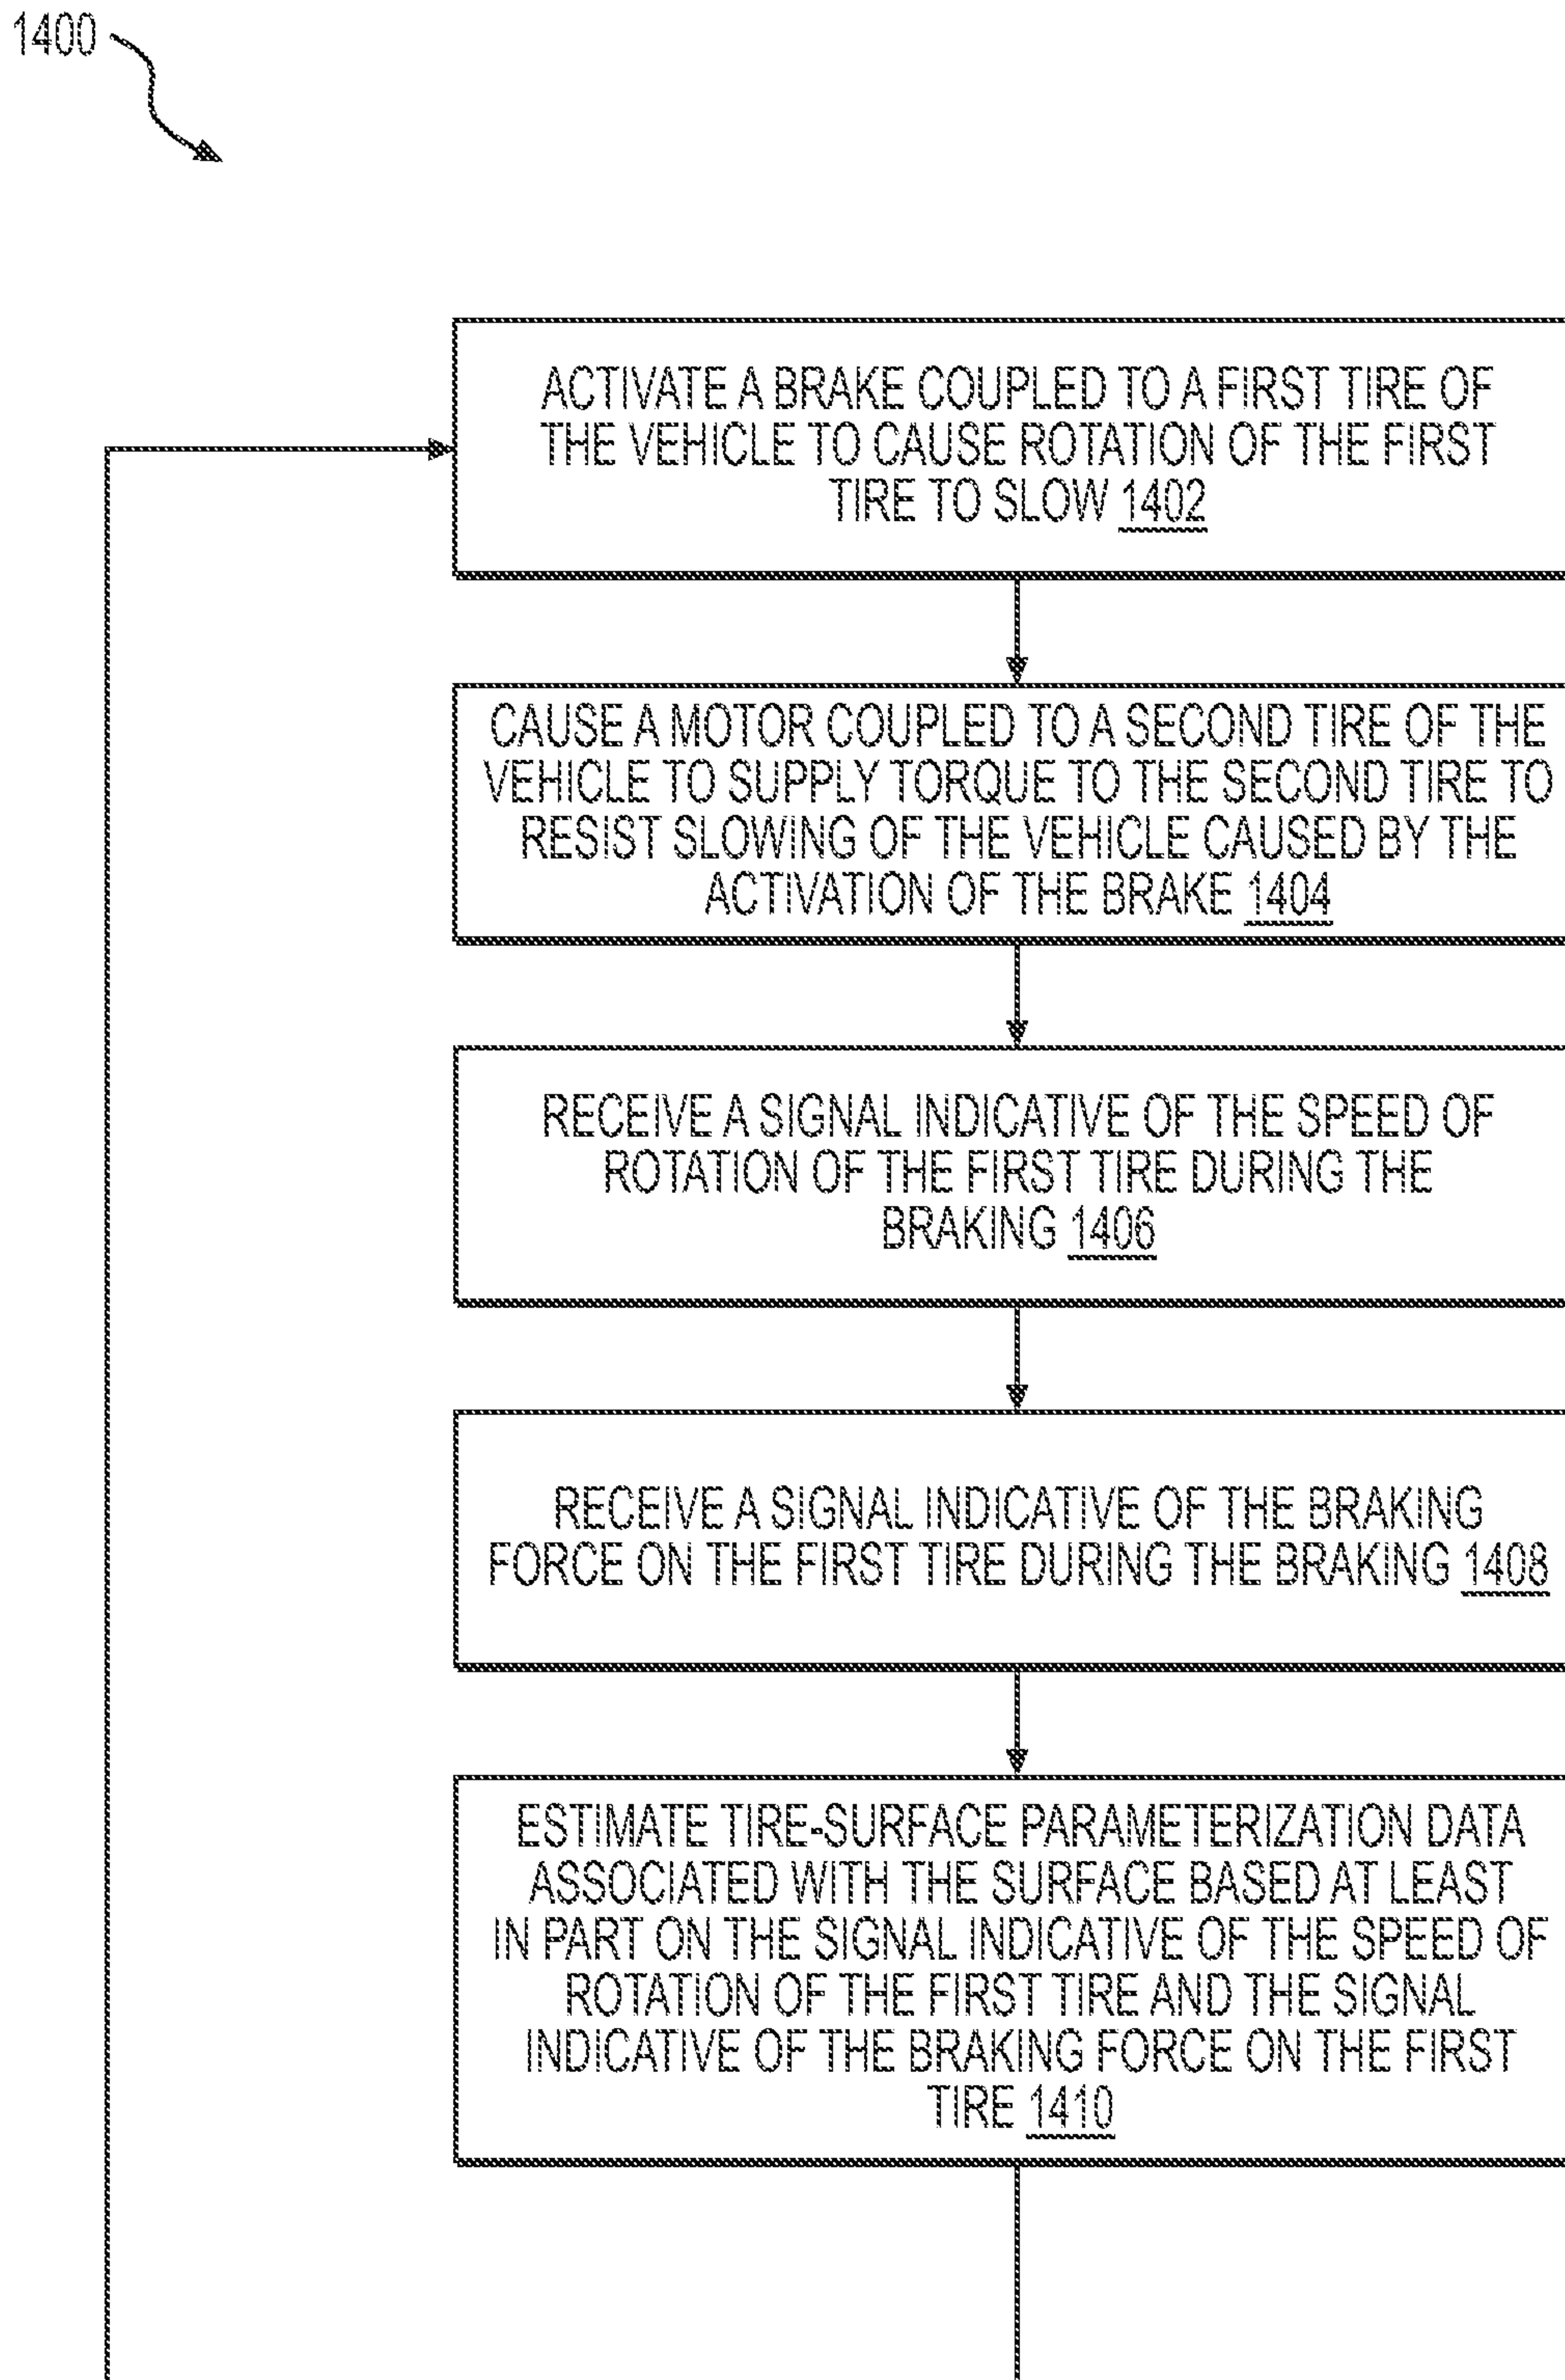 1400
ACTIVATE A BRAKE COUPLED TO A FIRST TIRE OF
THE VEHICLE TO CAUSE ROTATION OF THE FIRST
TIRE TO SLOW 1402
CAUSE A MOTOR COUPLED TO A SECOND TIRE OF THE
VEHICLE TO SUPPLY TORQUE TO THE SECOND TIRE TO
RESIST SLOWING OF THE VEHICLE CAUSED BY THE
ACTIVATION OF THE BRAKE 1404
RECEIVE A SIGNAL INDICATIVE OF THE SPEED OF
ROTATION OF THE FIRST TIRE DURING THE
BRAKING 1406
RECEIVE A SIGNAL INDICATIVE OF THE BRAKING
FORCE ON THE FIRST TIRE DURING THE BRAKING 1408
ESTIMATE TIRE-SURFACE PARAMETERIZATION DATA
ASSOCIATED WITH THE SURFACE BASED AT LEAST
IN PART ON THE SIGNAL INDICATIVE OF THE SPEED OF
ROTATION OF THE FIRST TIRE AND THE SIGNAL
INDICATIVE OF THE BRAKING FORCE ON THE FIRST
TIRE 1410